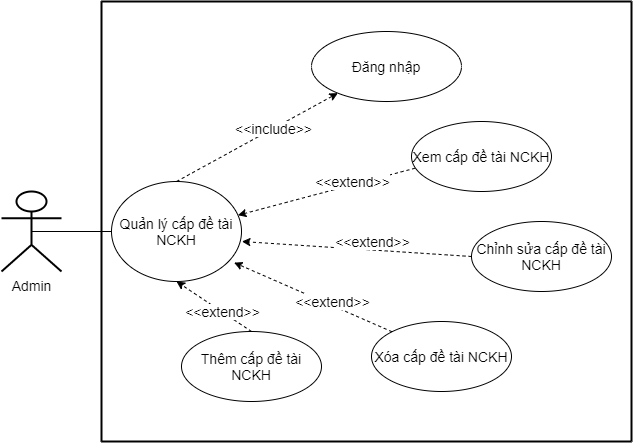 Đăng nhập
<<include>>
Xem cấp đề tài NCKH
<<extend>>
Quản lý cấp đề tài
NCKH
<<extend>>
Chỉnh sửa cấp đề tài
NCKH
Admin
<<extend>>
<<extend>>
Thêm cấp đề tài
NCKH
Xóa cấp đề tài NCKH